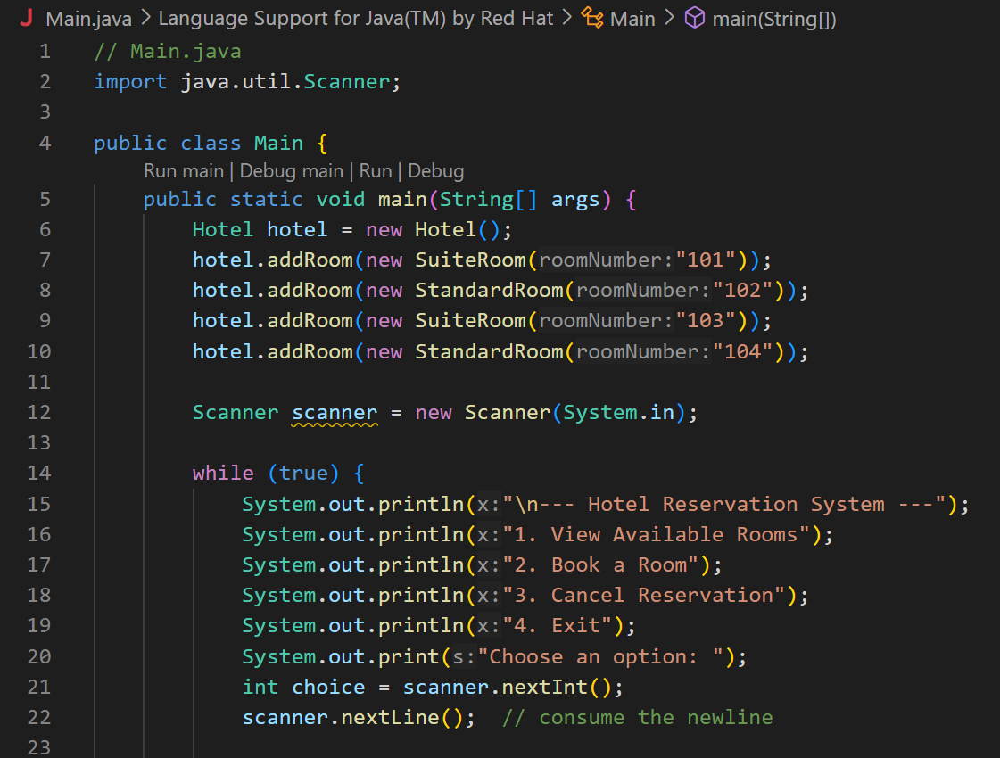 Main.java > Language Support for Java(TM) by Red Hat > Main > main(String[])
1 // Main.java
2 import java.util.Scanner;
3
4 public class Main {
Run main | Debug main | Run | Debug
5 public static void main(String[] args) {
6 Hotel hotel = new Hotel();
7 hotel.addRoom(new SuiteRoom(roomNumber:"101"));
8 hotel.addRoom(new StandardRoom(roomNumber:"102"));
9 hotel.addRoom(new SuiteRoom(roomNumber:"103"));
10 hotel.addRoom(new StandardRoom(roomNumber:"104"));
11
12 Scanner scanner = new Scanner(System.in);
13
14 while (true) {
15 System.out.println(x:"\n--- Hotel Reservation System ---");
16 System.out.println(x:"1. View Available Rooms");
17 System.out.println(x:"2. Book a Room");
18 System.out.println(x:"3. Cancel Reservation");
19 System.out.println(x:"4. Exit");
20 System.out.print(s:"Choose an option: ");
21 int choice = scanner.nextInt();
22 scanner.nextLine();  // consume the newline
23